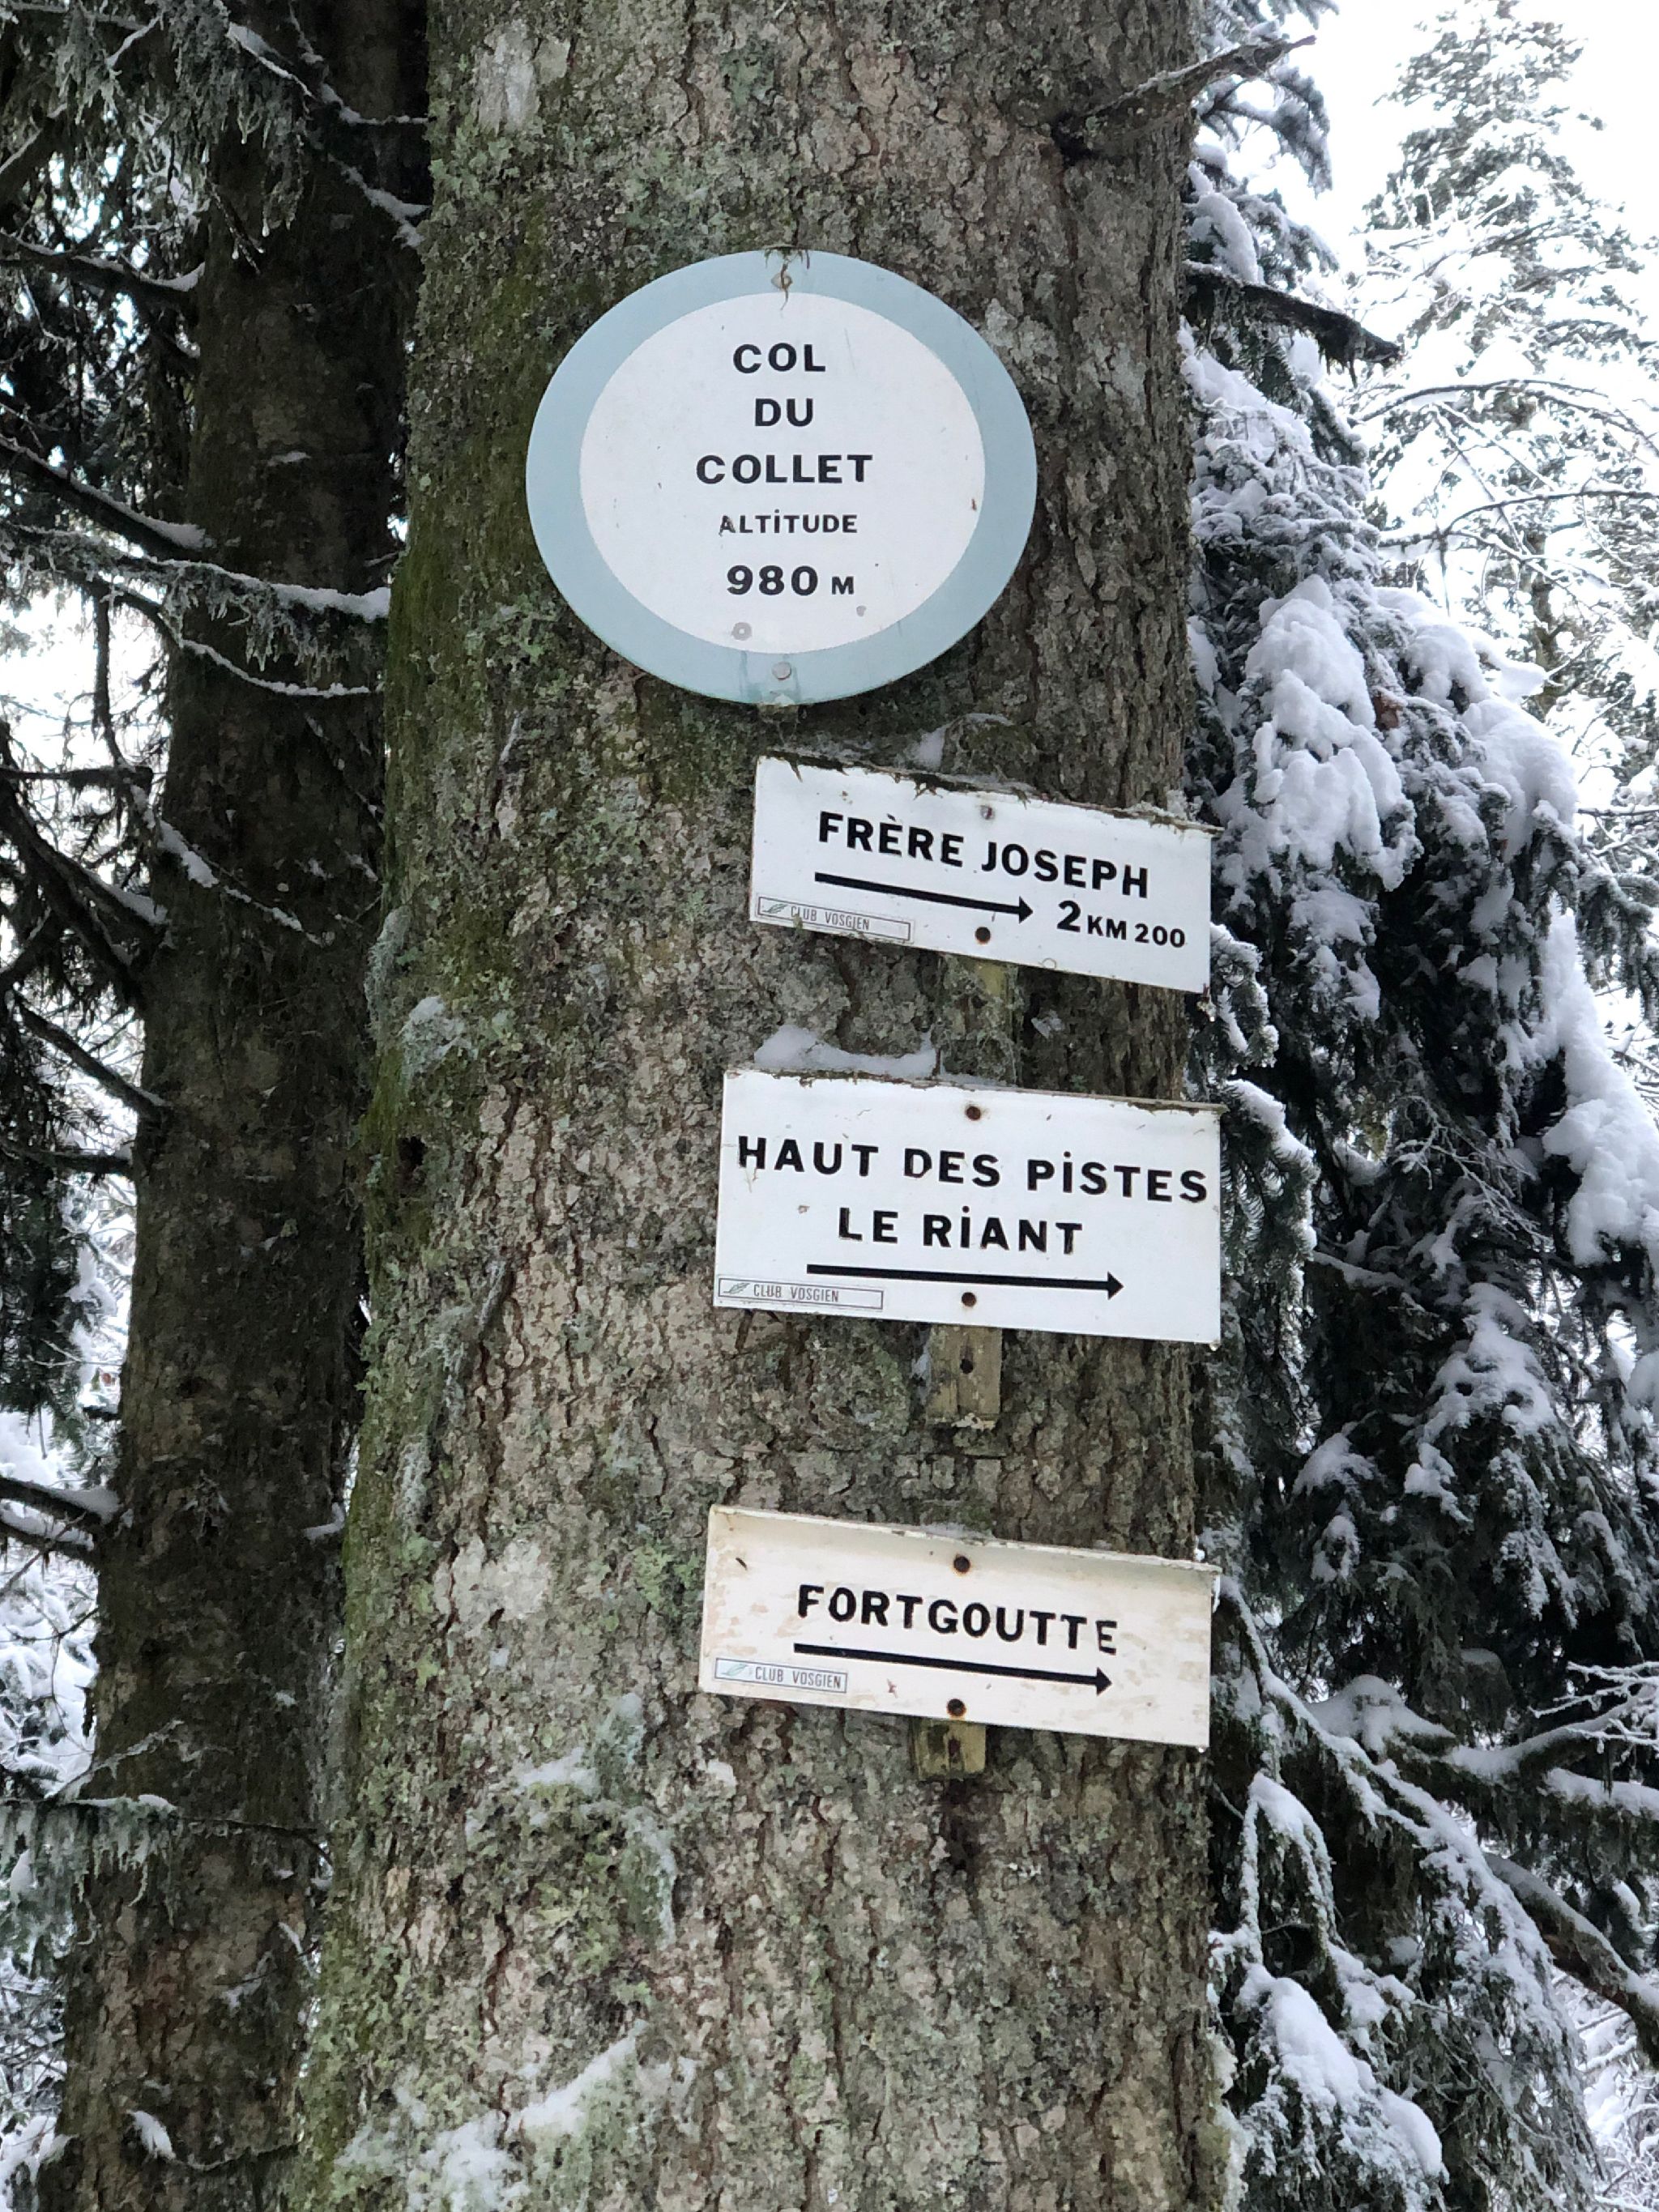 COL
DU
COLLET
ALTİTUDE
980 M
FRÈRE JOSEPH
2 KM 200
CLUB VOSGIEN
HAUT DES PİSTES
LE RİANT
CLUB VOSGIEN
FORTGOUTTE
CLUB VOSGIEN